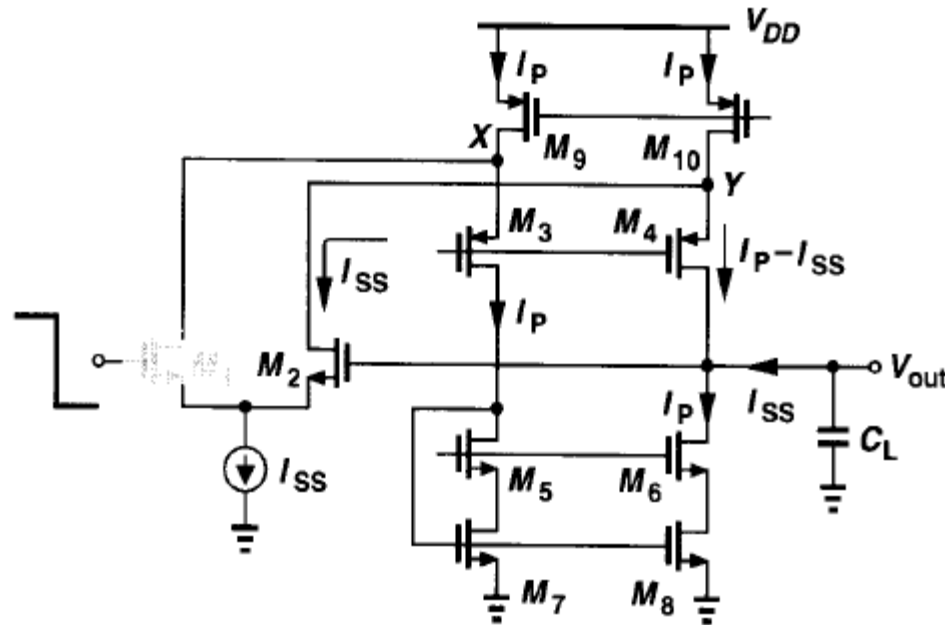 V_DD
I_P I_P
X M_9 M_10 Y
M_3 M_4 I_P – I_SS
I_SS I_P
M_2 V_out
I_P I_SS
I_SS M_5 M_6 C_L
M_7 M_8